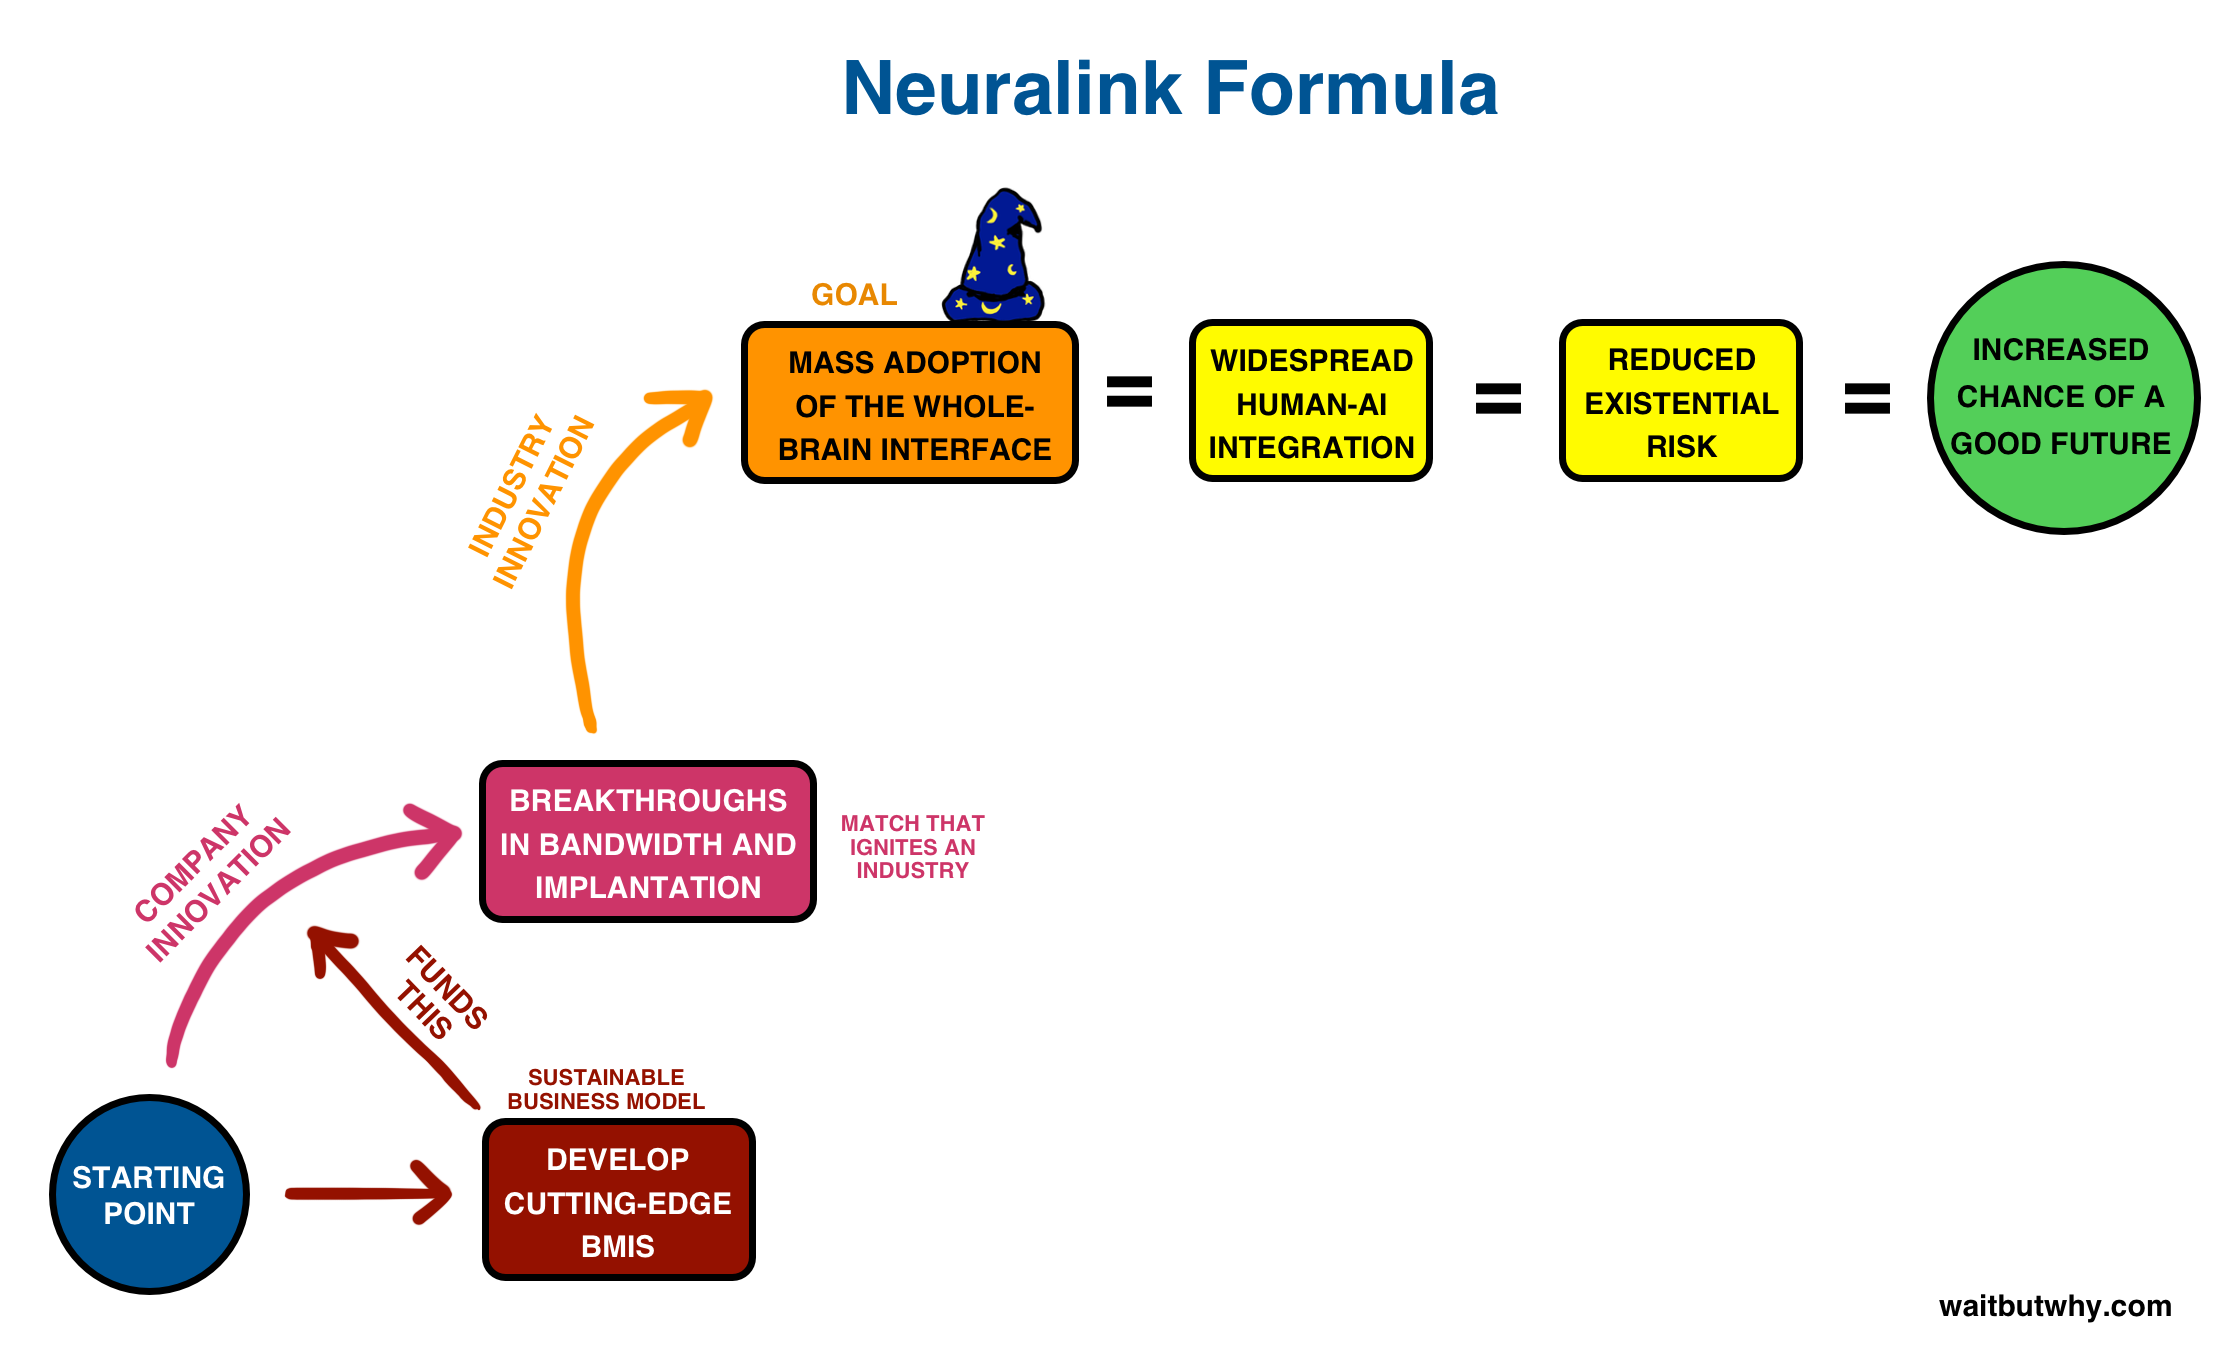 Neuralink Formula
GOAL
MASS ADOPTION
OF THE WHOLE-
BRAIN INTERFACE
=
WIDESPREAD
HUMAN-AI
INTEGRATION
=
REDUCED
EXISTENTIAL
RISK
=
INCREASED
CHANCE OF A
GOOD FUTURE
INDUSTRY
INNOVATION
BREAKTHROUGHS
IN BANDWIDTH AND
IMPLANTATION
MATCH THAT
IGNITES AN
INDUSTRY
COMPANY
INNOVATION
FUNDS
THIS
SUSTAINABLE
BUSINESS MODEL
DEVELOP
CUTTING-EDGE
BMIS
STARTING
POINT
waitbutwhy.com